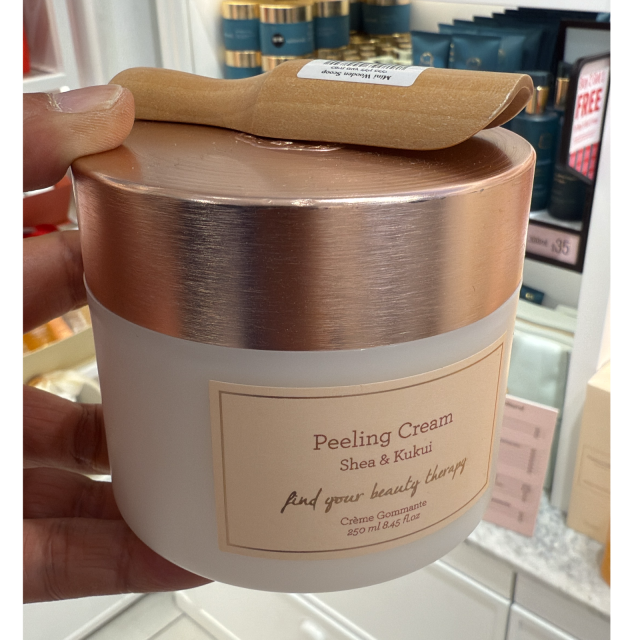 Mini Wooden Scoop
FREE
$35
Peeling Cream
Shea & Kukui
find your beauty therapy
Crème Gommante
250 ml 8.45 fl.oz